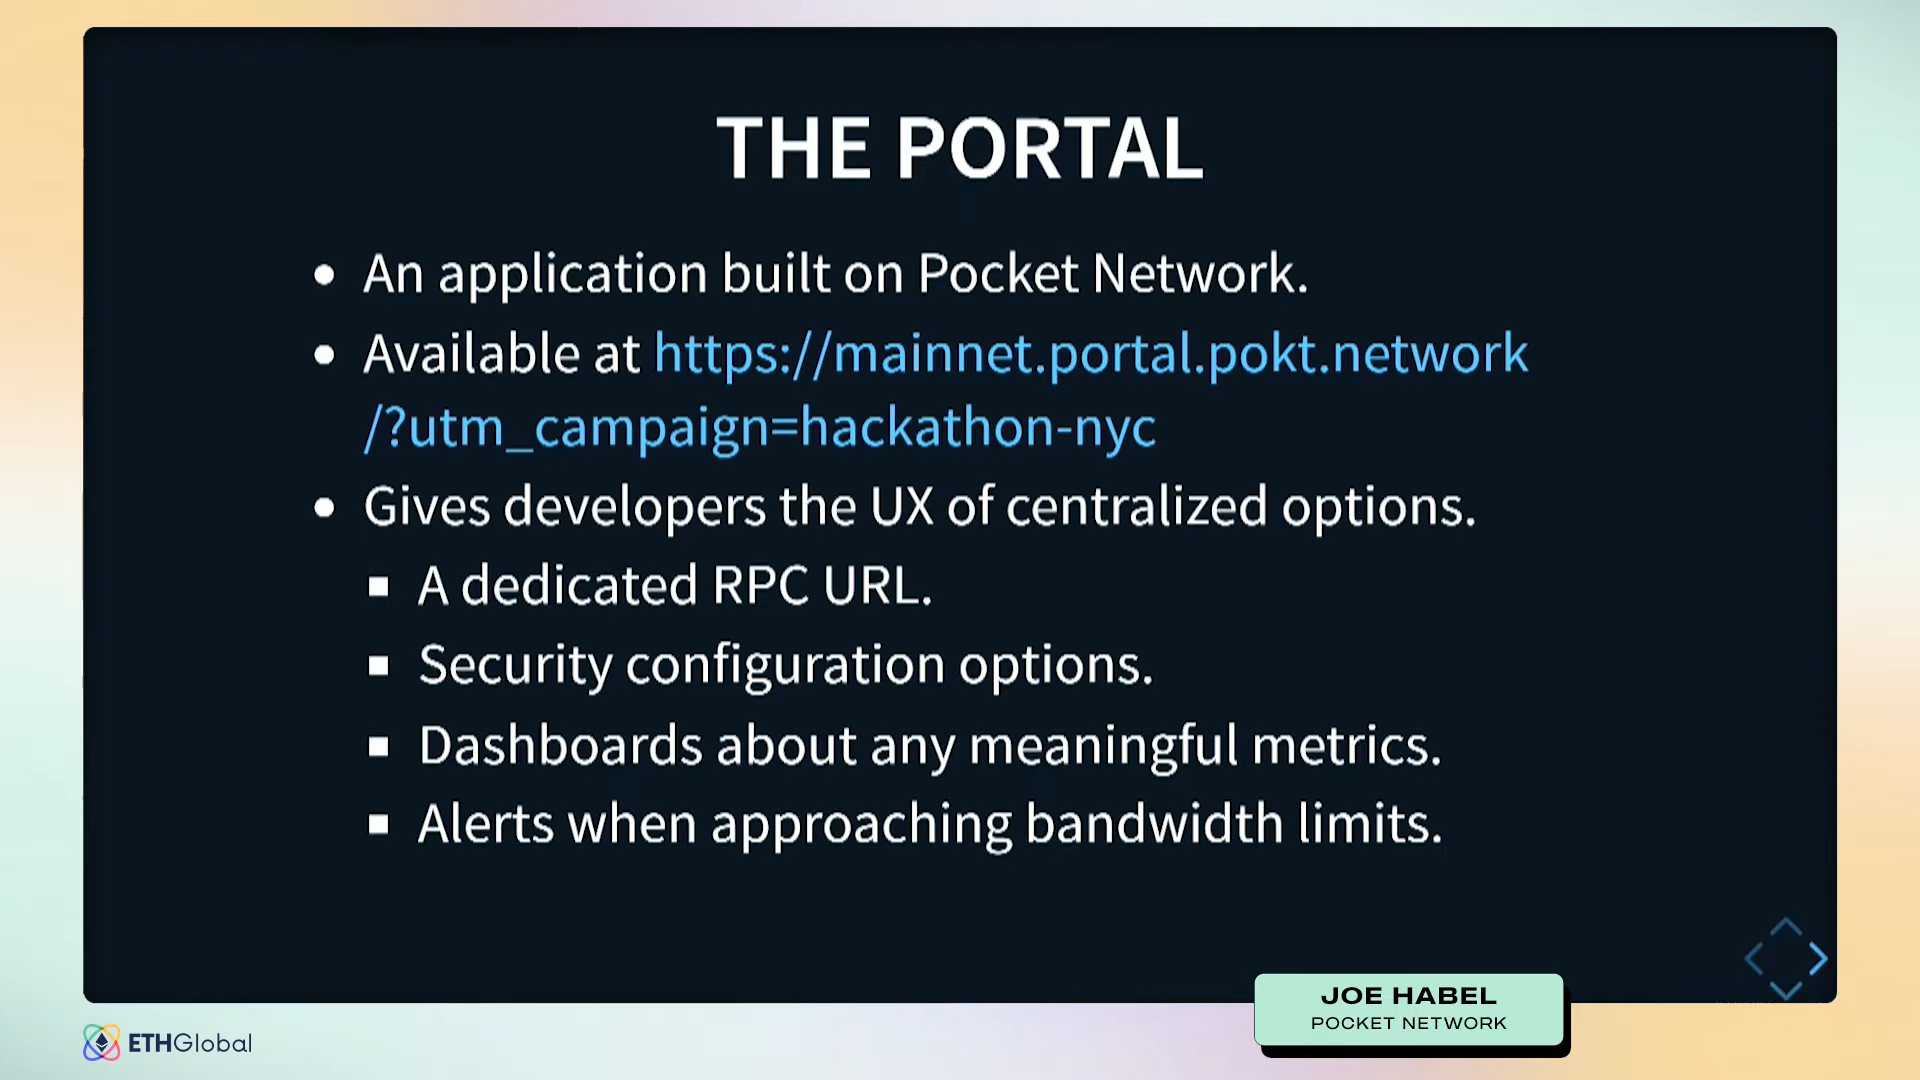 THE PORTAL
• An application built on Pocket Network.
• Available at https://mainnet.portal.pokt.network
/?utm_campaign=hackathon-nyc
• Gives developers the UX of centralized options.
▪ A dedicated RPC URL.
▪ Security configuration options.
▪ Dashboards about any meaningful metrics.
▪ Alerts when approaching bandwidth limits.
JOE HABEL
POCKET NETWORK
ETHGlobal